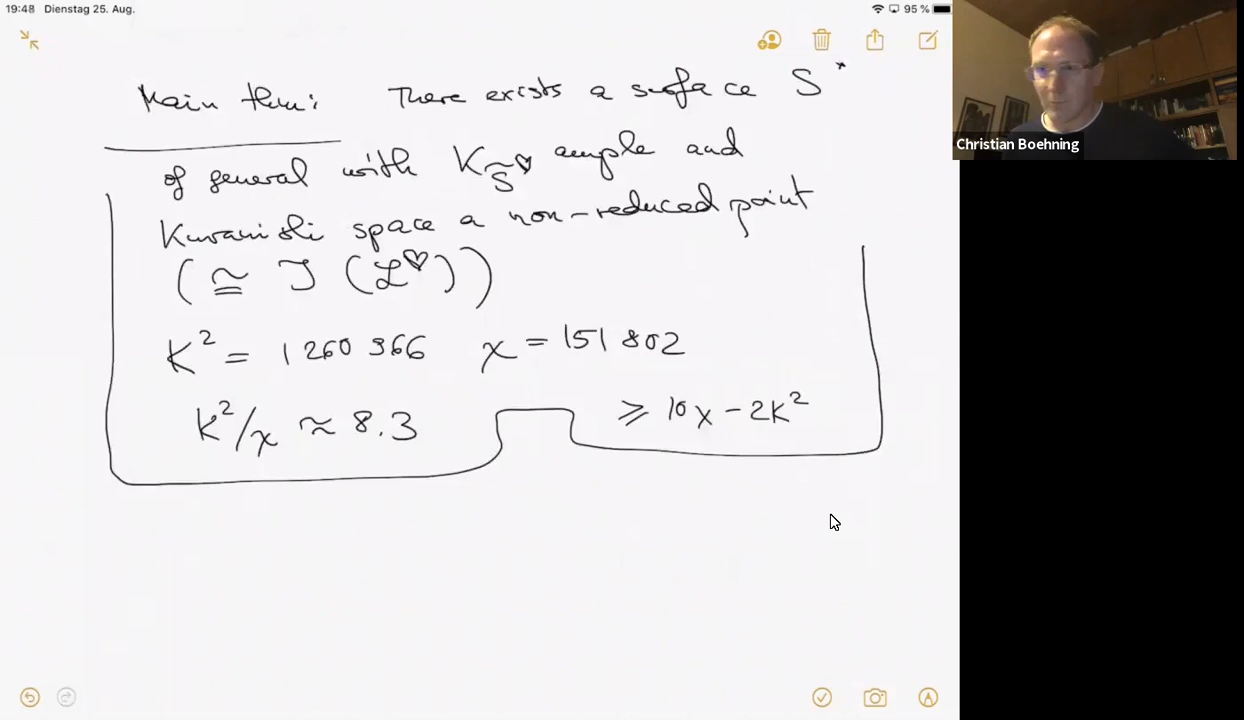 19:48 Dienstag 25. Aug.
95 %
Main thm: There exists a surface S*
of general with K_S̃♡ ample and
Kuranishi space a non-reduced point
(≅ ℐ (ℒ♡))
K² = 1 260 966 χ = 151 802
K²/χ ≈ 8.3 ≥ 10χ - 2K²
Christian Boehning